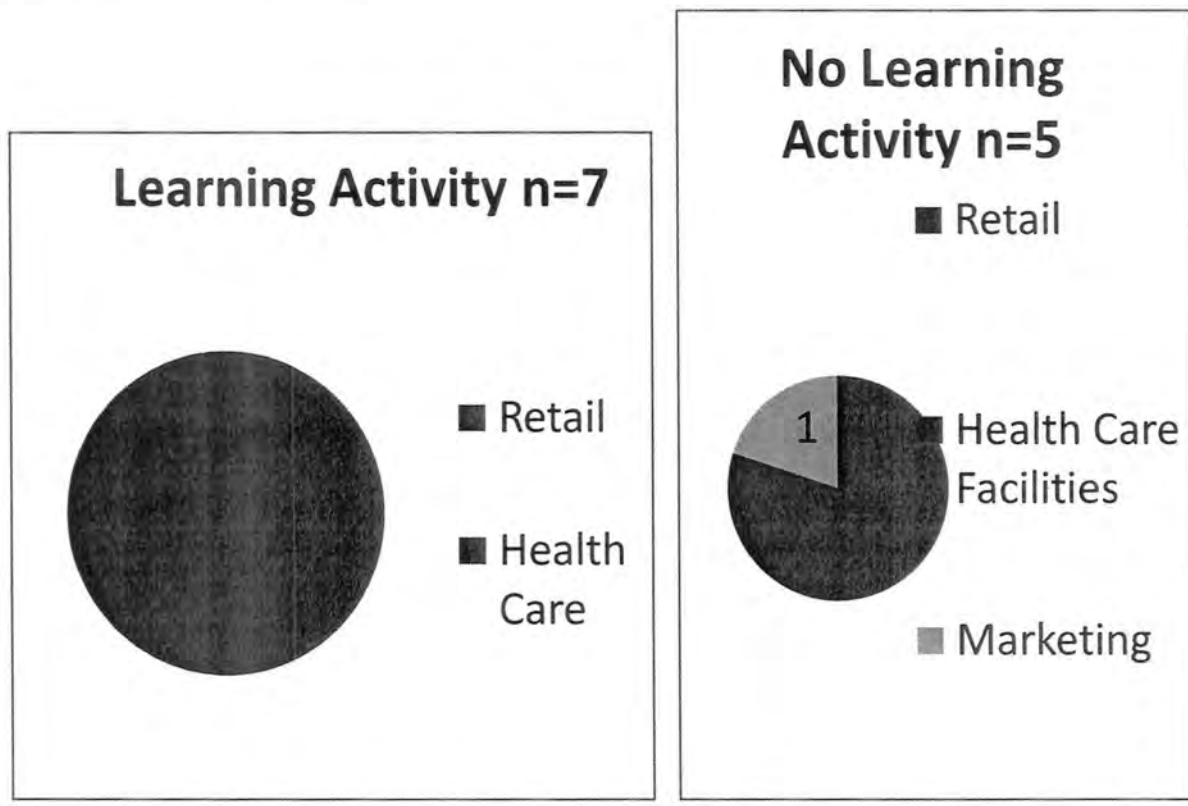 Learning Activity n=7
Retail
Health
Care
No Learning
Activity n=5
Retail
1
Health Care
Facilities
Marketing